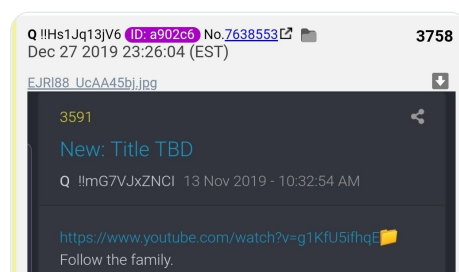 Q !!Hs1Jq13jV6 ID: a902c6 No.7638553 3758
Dec 27 2019 23:26:04 (EST)
EJRl88_UcAA45bj.jpg
3591
New: Title TBD
Q !!mG7VJxZNCI 13 Nov 2019 - 10:32:54 AM
https://www.youtube.com/watch?v=g1KfU5ifhqE
Follow the family.